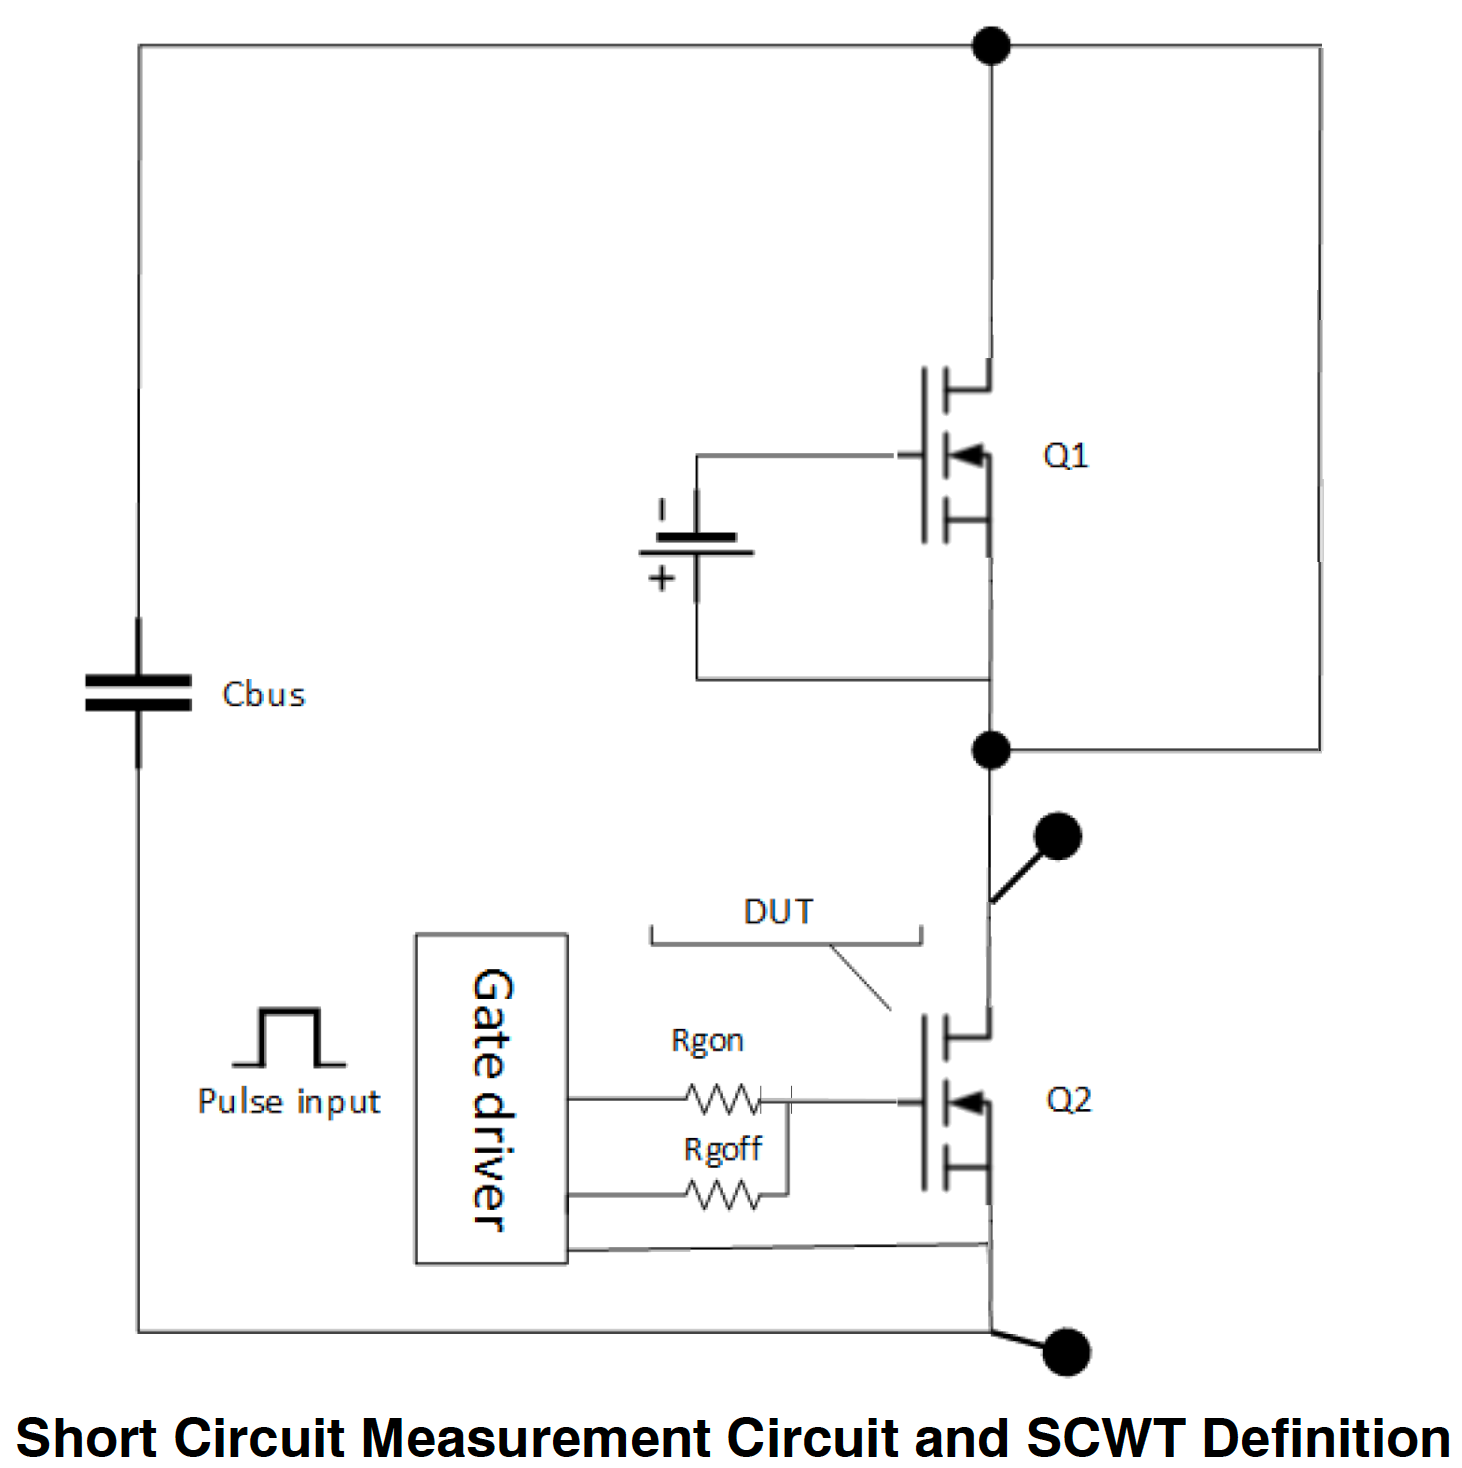 Q1
-
+
Cbus
DUT
Gate driver
Rgon
Pulse input
Q2
Rgoff
Short Circuit Measurement Circuit and SCWT Definition